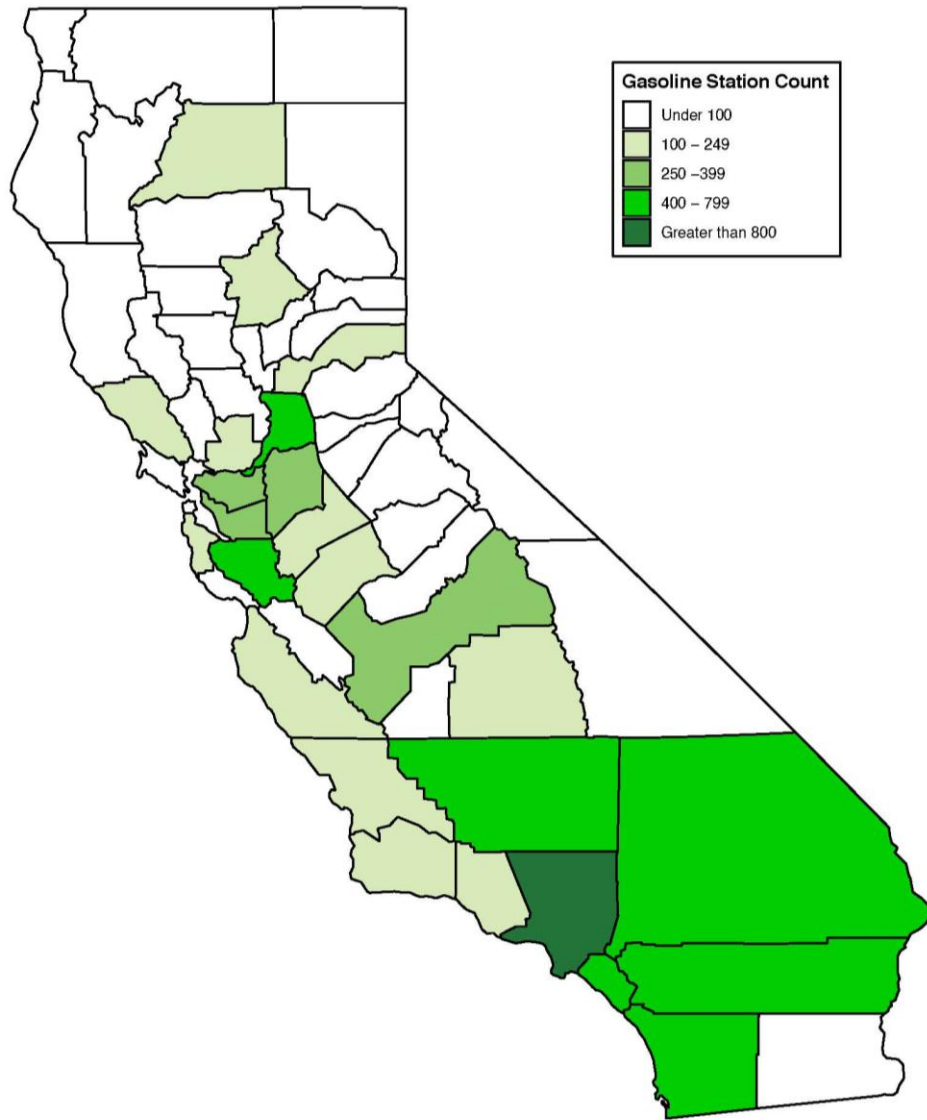 Gasoline Station Count
Under 100
100 – 249
250 –399
400 – 799
Greater than 800